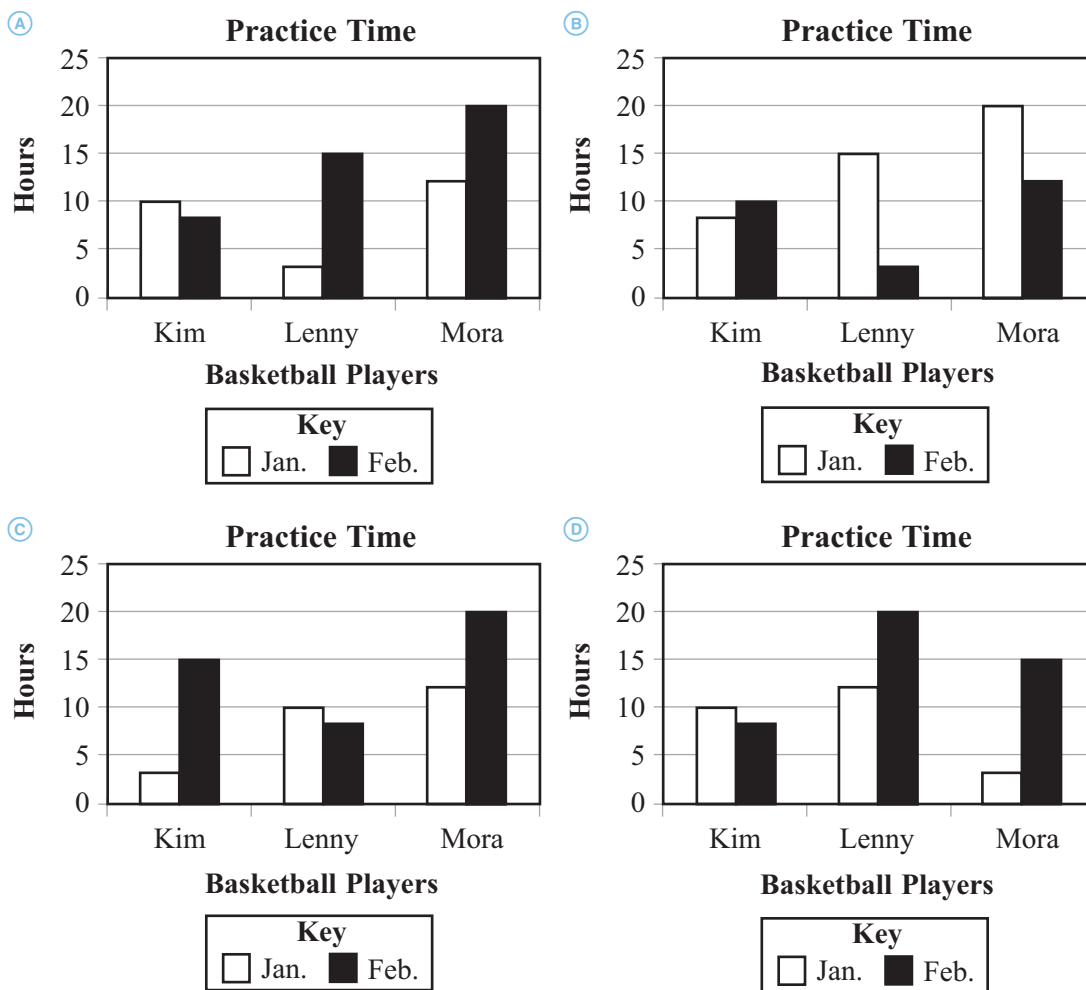 A
Practice Time
25
20
15
10
5
0
Hours
Kim Lenny Mora
Basketball Players
Key
Jan. Feb.
B
Practice Time
25
20
15
10
5
0
Hours
Kim Lenny Mora
Basketball Players
Key
Jan. Feb.
C
Practice Time
25
20
15
10
5
0
Hours
Kim Lenny Mora
Basketball Players
Key
Jan. Feb.
D
Practice Time
25
20
15
10
5
0
Hours
Kim Lenny Mora
Basketball Players
Key
Jan. Feb.